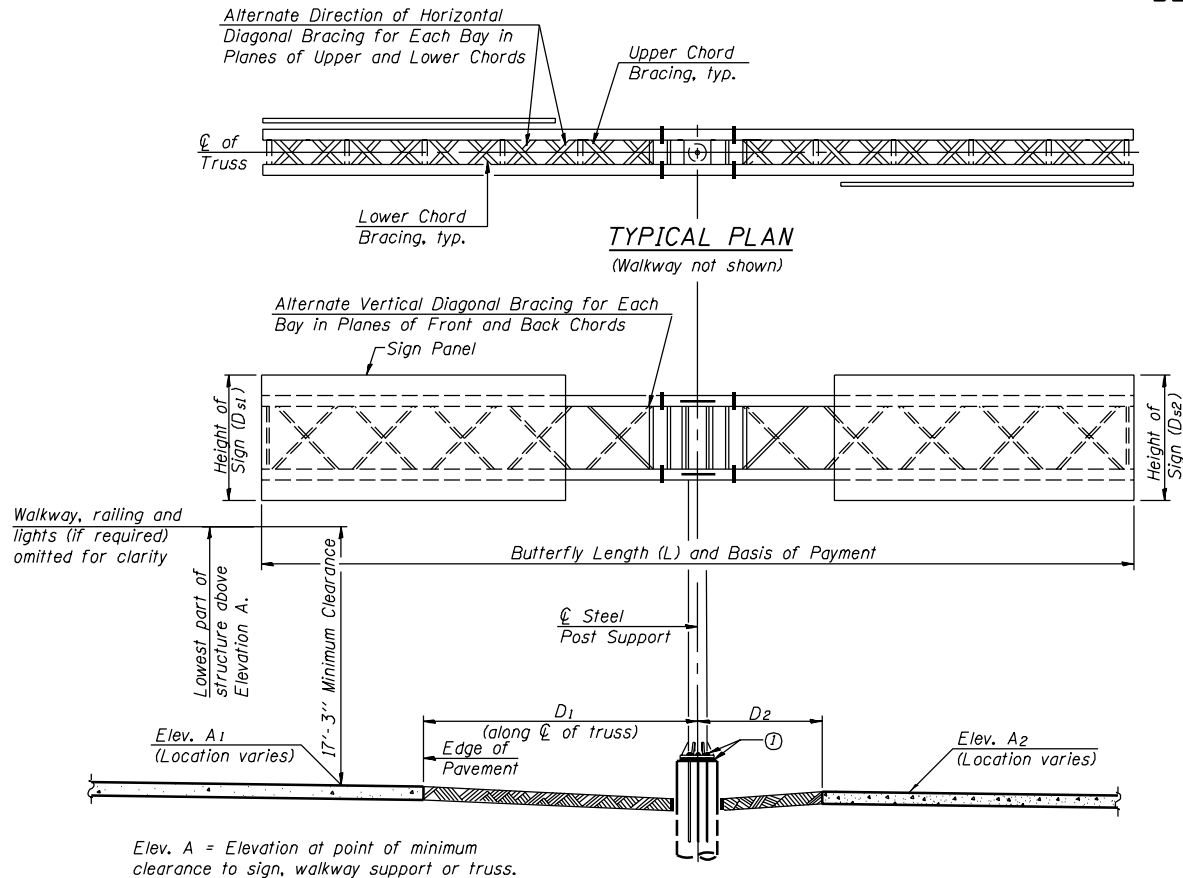 Alternate Direction of Horizontal
Diagonal Bracing for Each Bay in
Planes of Upper and Lower Chords
Upper Chord
Bracing, typ.
℄ of
Truss
Lower Chord
Bracing, typ.
TYPICAL PLAN
(Walkway not shown)
Alternate Vertical Diagonal Bracing for Each
Bay in Planes of Front and Back Chords
Sign Panel
Height of
Sign (Ds1)
Height of
Sign (Ds2)
Walkway, railing and
lights (if required)
omitted for clarity
Butterfly Length (L) and Basis of Payment
Lowest part of
structure above
Elevation A.
17'-3" Minimum Clearance
℄ Steel
Post Support
D1
(along ℄ of truss)
D2
1
Elev. A1
(Location varies)
Edge of
Pavement
Elev. A2
(Location varies)
Elev. A = Elevation at point of minimum
clearance to sign, walkway support or truss.